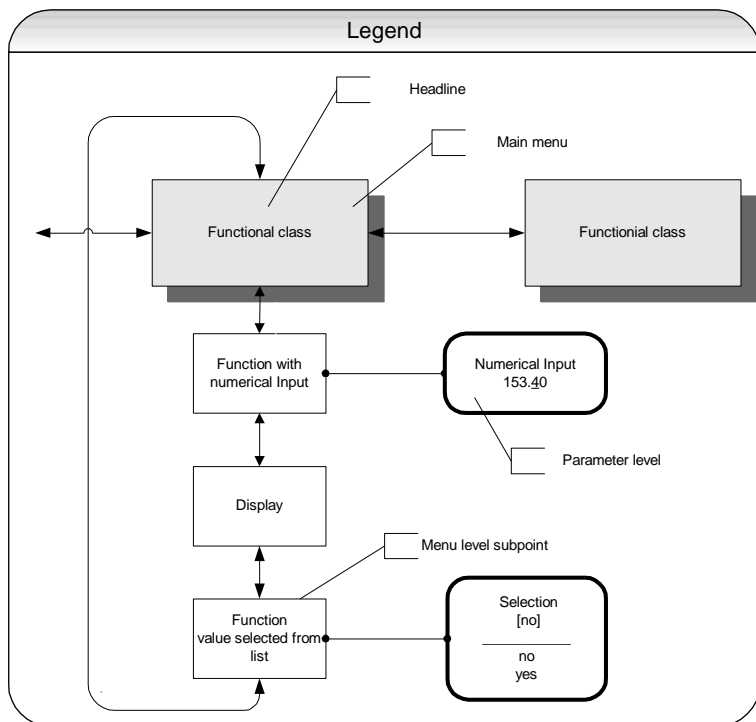 Legend
Headline
Main menu
Functional class
Functionial class
Function with
numerical Input
Numerical Input
153.40
Parameter level
Display
Menu level subpoint
Function
value selected from
list
Selection
[no]
no
yes